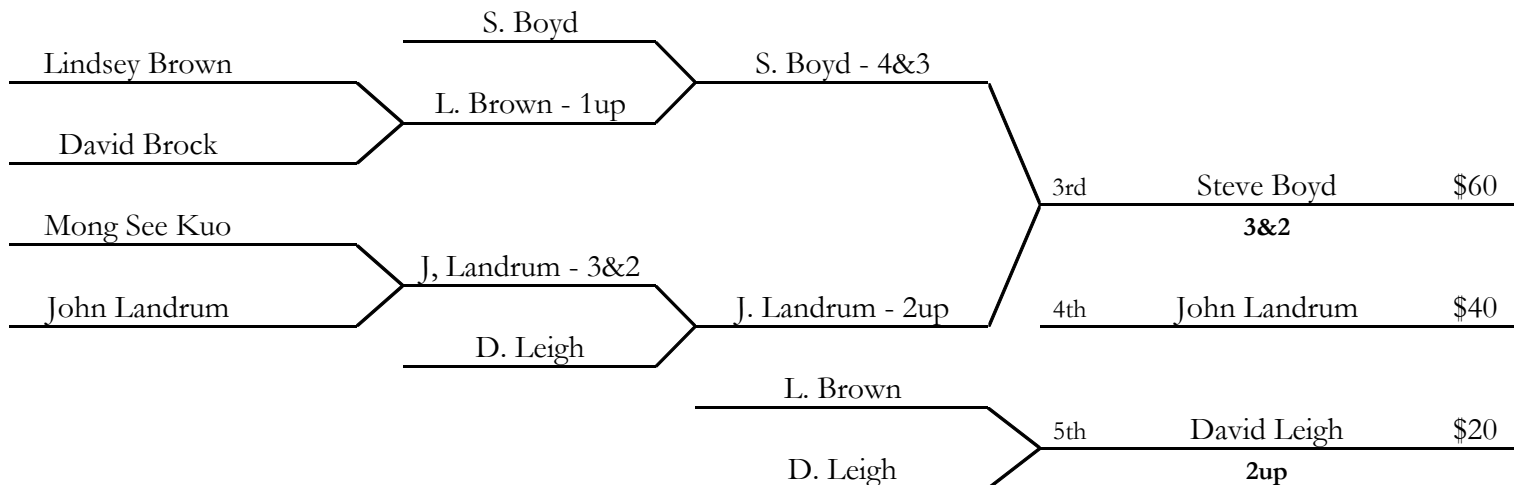 S. Boyd
Lindsey Brown
S. Boyd - 4&3
L. Brown - 1up
David Brock
3rd Steve Boyd $60
3&2
Mong See Kuo
J, Landrum - 3&2
John Landrum
J. Landrum - 2up
4th John Landrum $40
D. Leigh
L. Brown
5th David Leigh $20
D. Leigh
2up